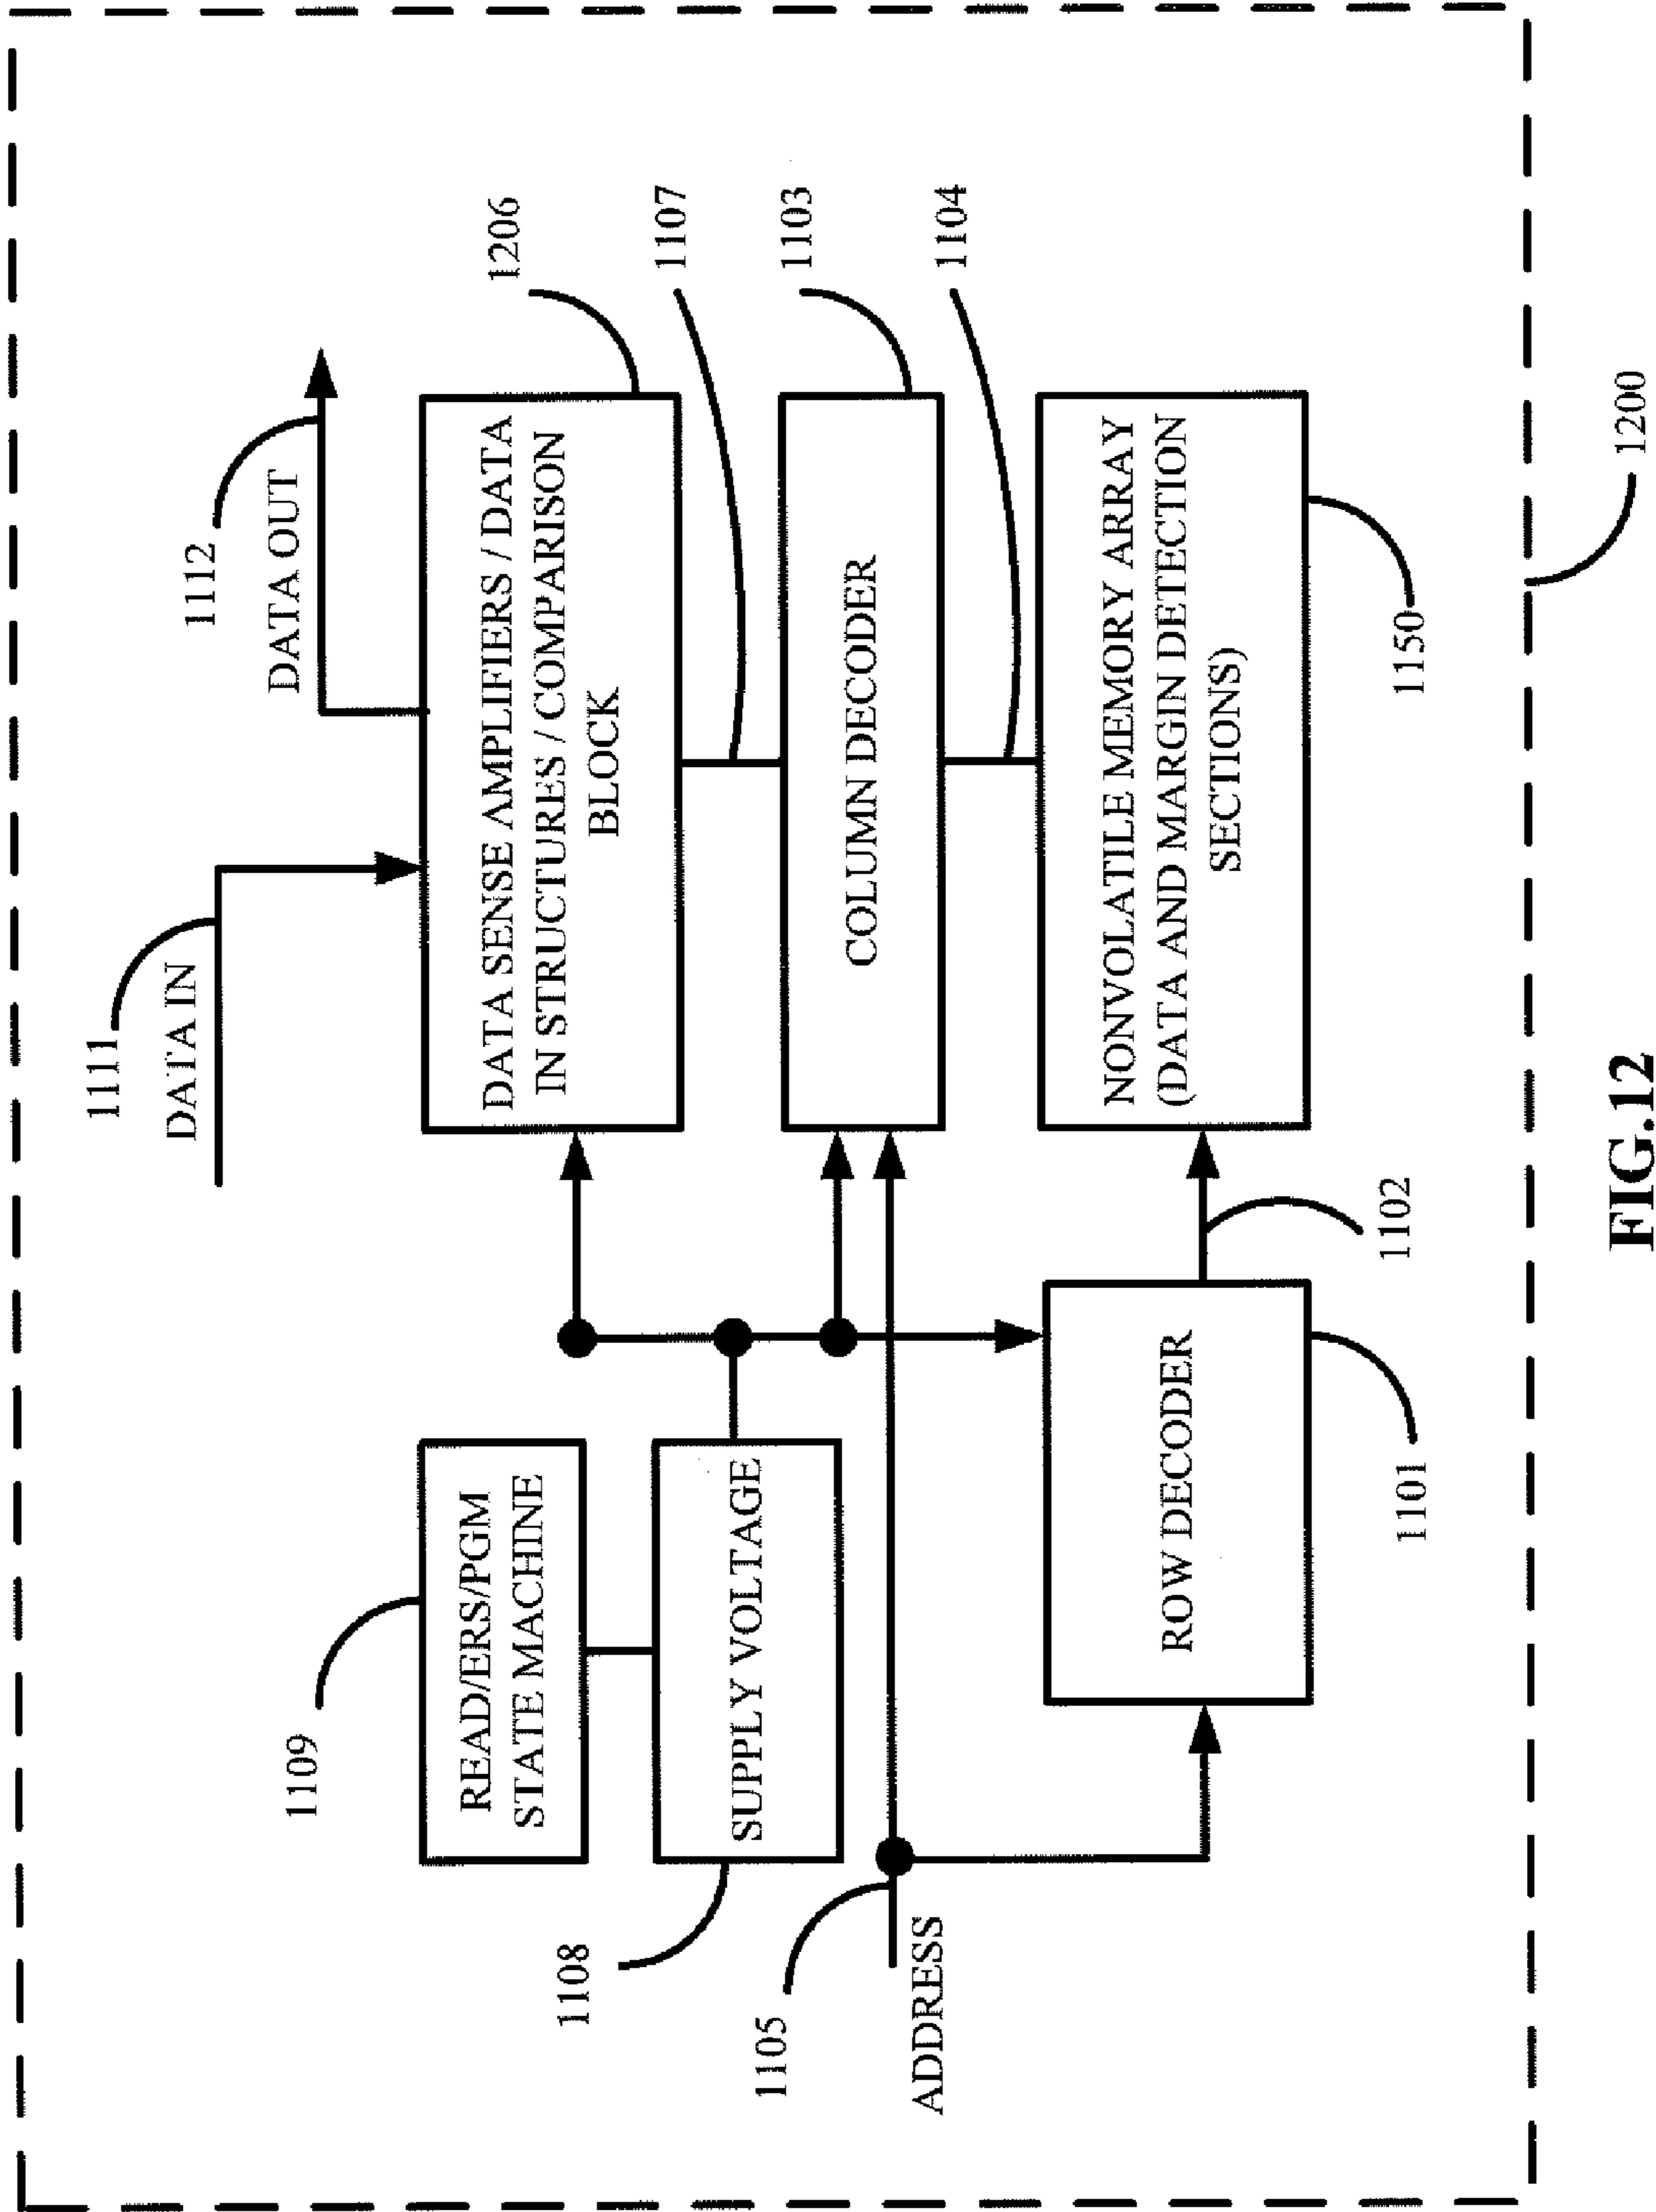 1111
DATA IN
1112
DATA OUT
1109
READ/ERS/PGM
STATE MACHINE
DATA SENSE AMPLIFIERS / DATA
IN STRUCTURES / COMPARISON
BLOCK
1206
1108
SUPPLY VOLTAGE
1107
COLUMN DECODER
1103
1105
ADDRESS
1104
ROW DECODER
1101
1102
NONVOLATILE MEMORY ARRAY
(DATA AND MARGIN DETECTION
SECTIONS)
1150
1200
FIG.12